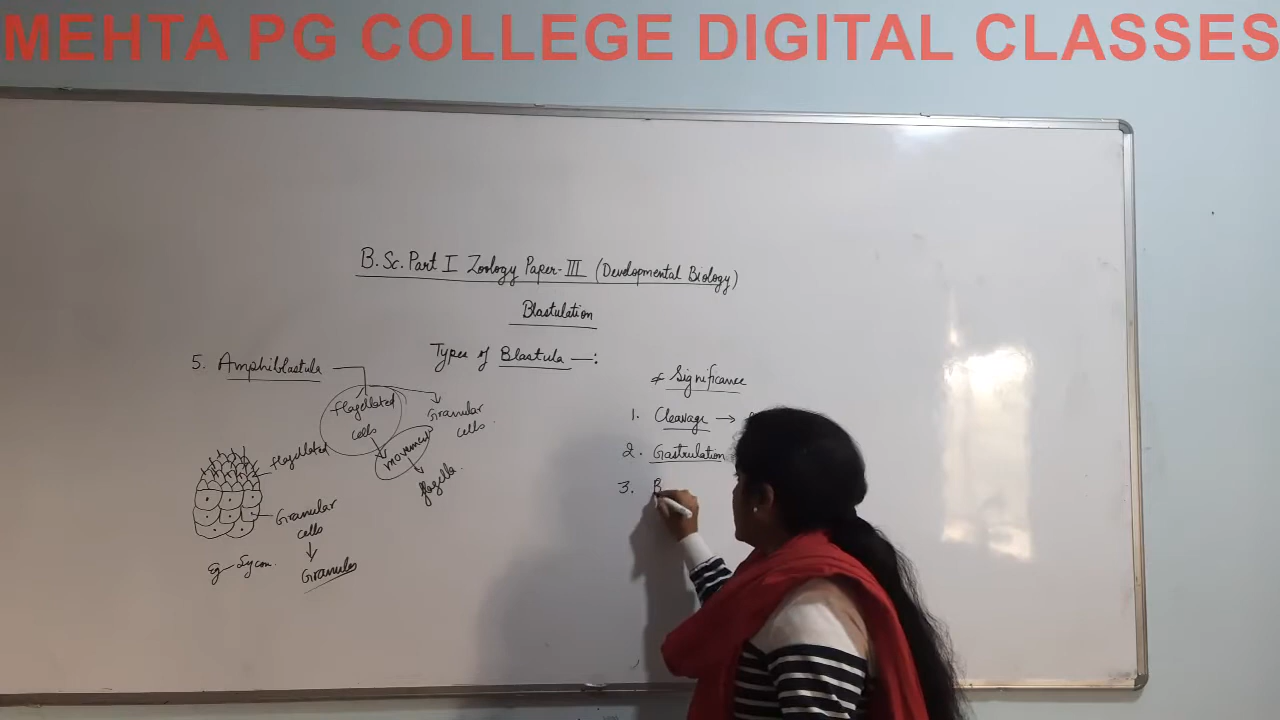 MEHTA PG COLLEGE DIGITAL CLASSES
B.Sc. Part I Zoology Paper-III (Developmental Biology)
Blastulation
Types of Blastula —:
5. Amphiblastula
flagellated
cells
Granular
cells
movement
flagella.
flagellated
Granular
cells
Granules
eg - Sycon.
* Significance
1. Cleavage →
2. Gastrulation
3. B